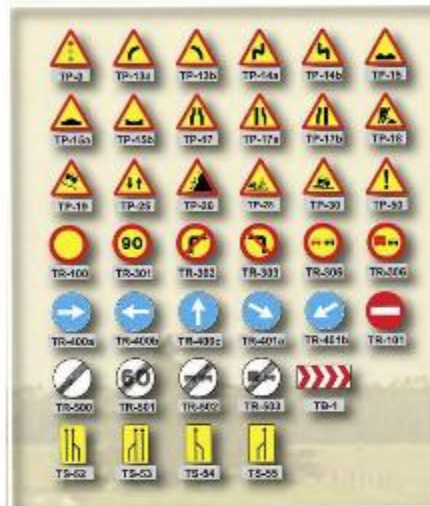 TP-3 TP-13a TP-13b TP-14a TP-14b TP-15
TP-15a TP-15b TP-17 TP-17a TP-17b TP-18
TP-19 TP-25 TP-26 TP-28 TP-30 TP-50
90
TR-100 TR-301 TR-302 TR-303 TR-305 TR-306
TR-400a TR-400b TR-400c TR-401a TR-401b TR-101
60
TR-500 TR-501 TR-502 TR-503 TB-1
TS-52 TS-53 TS-54 TS-55